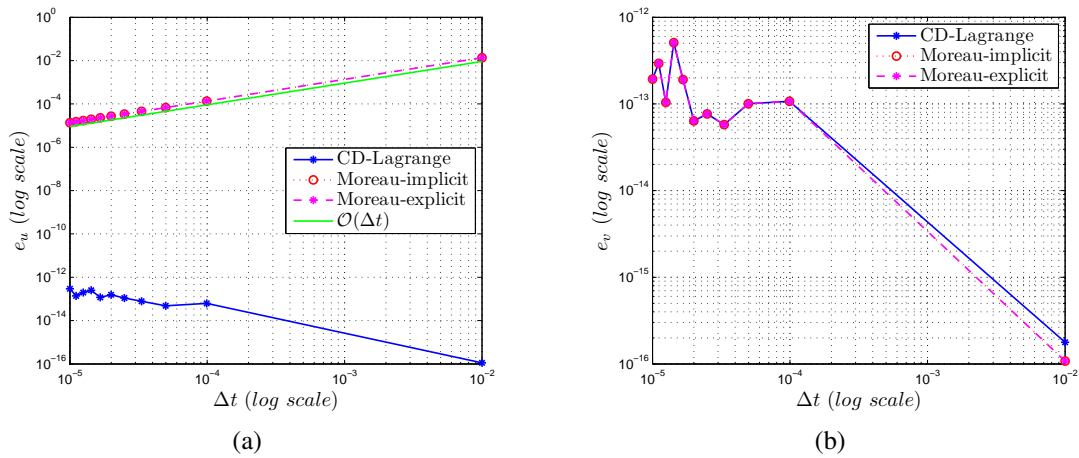 10^0
10^−2
10^−4
10^−6
10^−8
10^−10
10^−12
10^−14
10^−16
e_u (log scale)
CD-Lagrange
Moreau-implicit
Moreau-explicit
O(Δt)
10^−5
10^−4
10^−3
10^−2
Δt (log scale)
(a)
10^−12
10^−13
10^−14
10^−15
10^−16
e_v (log scale)
CD-Lagrange
Moreau-implicit
Moreau-explicit
10^−5
10^−4
10^−3
10^−2
Δt (log scale)
(b)